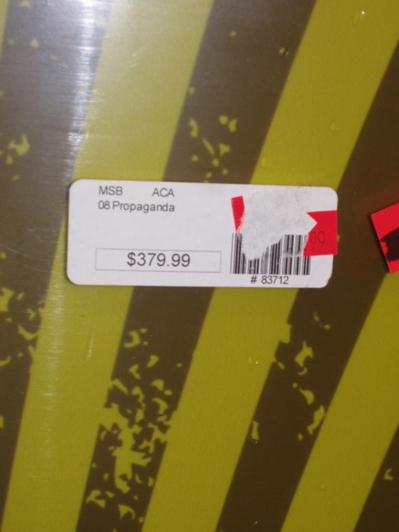 MSB ACA
08 Propaganda
$379.99
# 83712